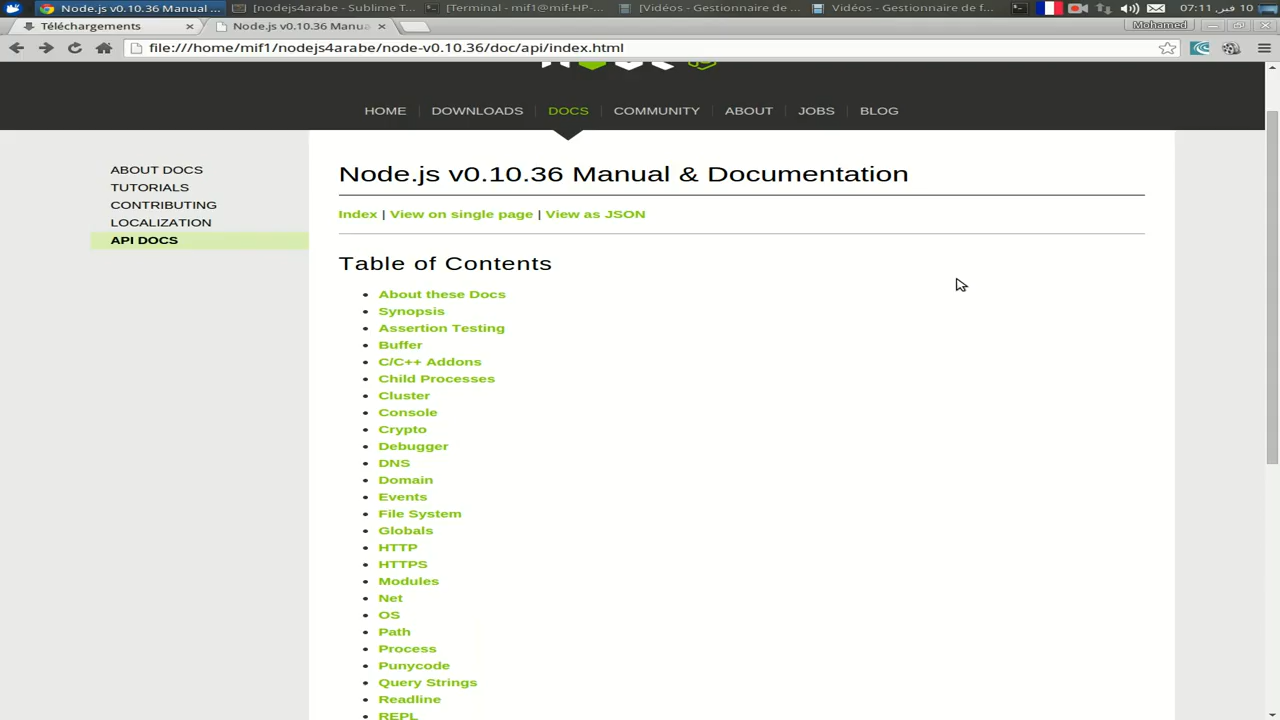 Node.js v0.10.36 Manual ...
[nodejs4arabe - Sublime T...
[Terminal - mif1@mif-HP-...
[Vidéos - Gestionnaire de ...
Vidéos - Gestionnaire de f...
07:11 ,فبر 10
Téléchargements
Node.js v0.10.36 Manua
Mohamed
file:///home/mif1/nodejs4arabe/node-v0.10.36/doc/api/index.html
HOME
DOWNLOADS
DOCS
COMMUNITY
ABOUT
JOBS
BLOG
ABOUT DOCS
TUTORIALS
CONTRIBUTING
LOCALIZATION
API DOCS
Node.js v0.10.36 Manual & Documentation
Index | View on single page | View as JSON
Table of Contents
About these Docs
Synopsis
Assertion Testing
Buffer
C/C++ Addons
Child Processes
Cluster
Console
Crypto
Debugger
DNS
Domain
Events
File System
Globals
HTTP
HTTPS
Modules
Net
OS
Path
Process
Punycode
Query Strings
Readline
REPL